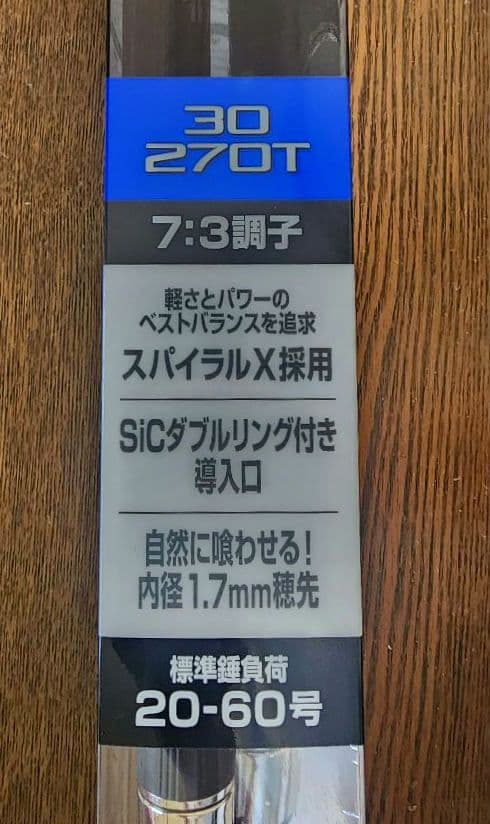 30
270T
7:3調子
軽さとパワーの
ベストバランスを追求
スパイラルX採用
SiCダブルリング付き
導入口
自然に喰わせる!
内径1.7mm穂先
標準錘負荷
20-60号